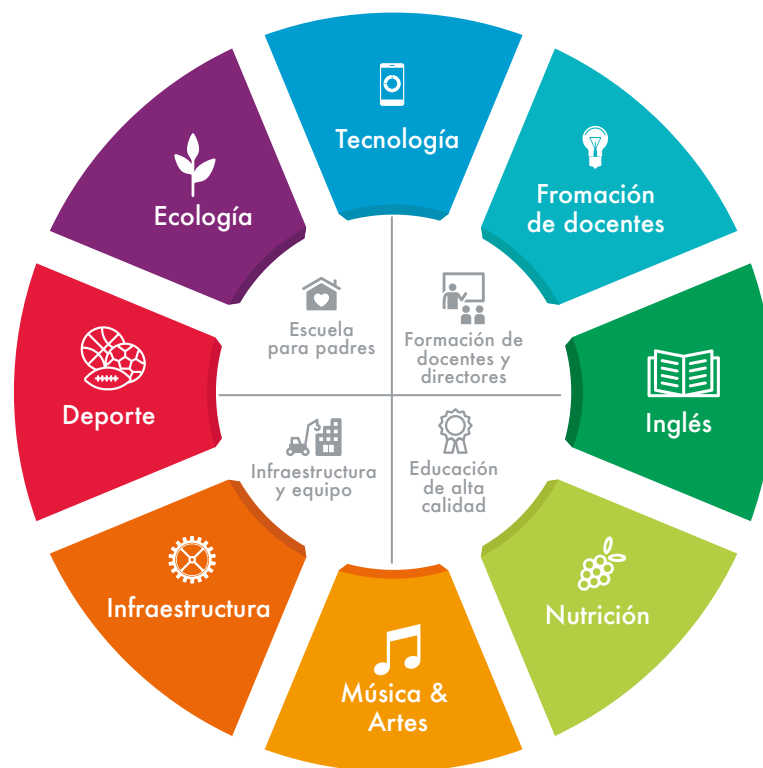 Tecnología
Fromación
de docentes
Inglés
Nutrición
Música &
Artes
Infraestructura
Deporte
Ecología
Escuela
para padres
Formación de
docentes y
directores
Infraestructura
y equipo
Educación
de alta
calidad